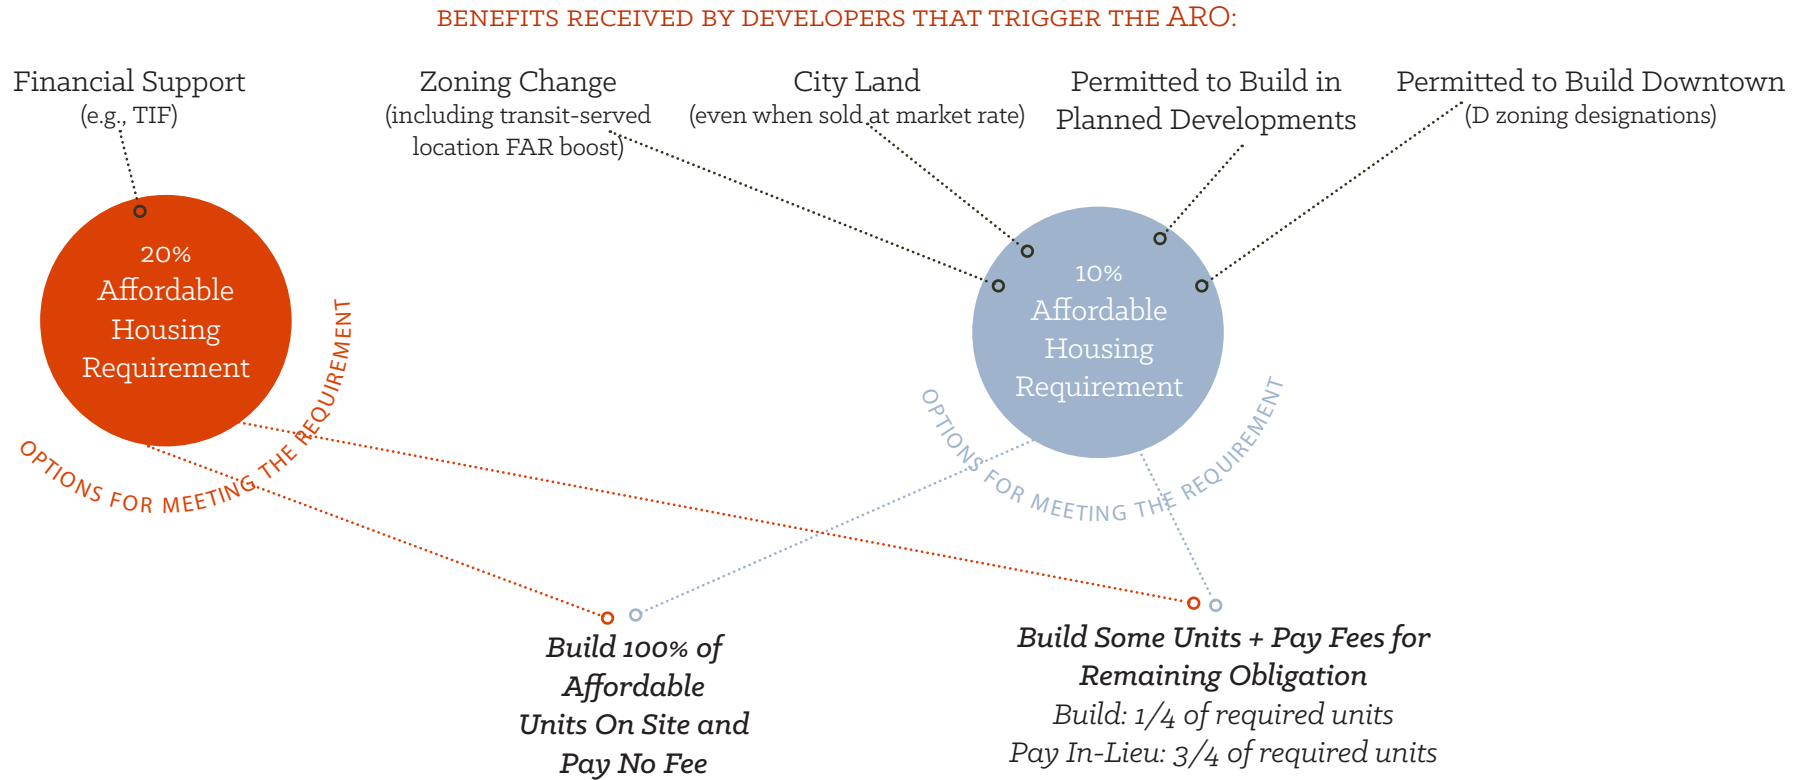 BENEFITS RECEIVED BY DEVELOPERS THAT TRIGGER THE ARO:
Financial Support
(e.g., TIF)
Zoning Change
(including transit-served
location FAR boost)
City Land
(even when sold at market rate)
Permitted to Build in
Planned Developments
Permitted to Build Downtown
(D zoning designations)
20%
Affordable
Housing
Requirement
OPTIONS FOR MEETING THE REQUIREMENT
10%
Affordable
Housing
Requirement
OPTIONS FOR MEETING THE REQUIREMENT
Build 100% of
Affordable
Units On Site and
Pay No Fee
Build Some Units + Pay Fees for
Remaining Obligation
Build: 1/4 of required units
Pay In-Lieu: 3/4 of required units